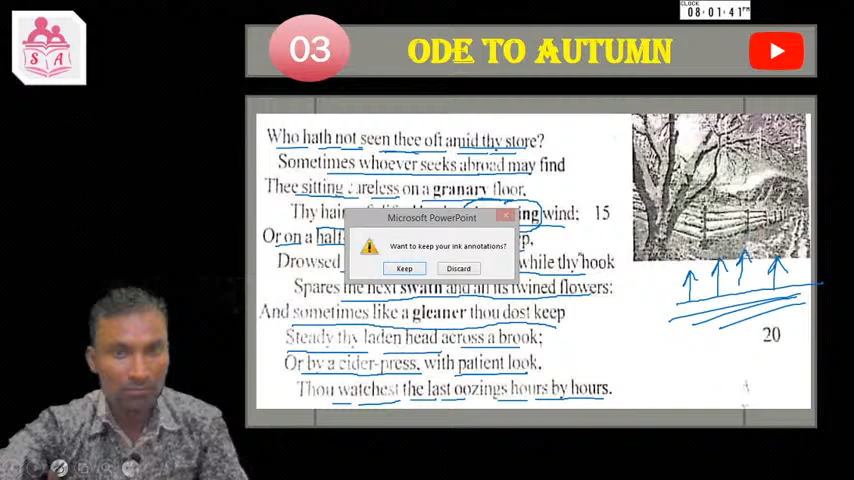 CLOCK
08:01:41 PM
S A
03
ODE TO AUTUMN
Who hath not seen thee oft amid thy store?
Sometimes whoever seeks abroad may find
Thee sitting careless on a granary floor,
Thy hair wind; 15
Microsoft PowerPoint
Or on a
Want to keep your ink annotations?
Drowsed while thy hook
Keep Discard
Spares the next swath and all its twined flowers:
And sometimes like a gleaner thou dost keep
Steady thy laden head across a brook; 20
Or by a cider-press, with patient look.
Thou watchest the last oozings hours by hours.